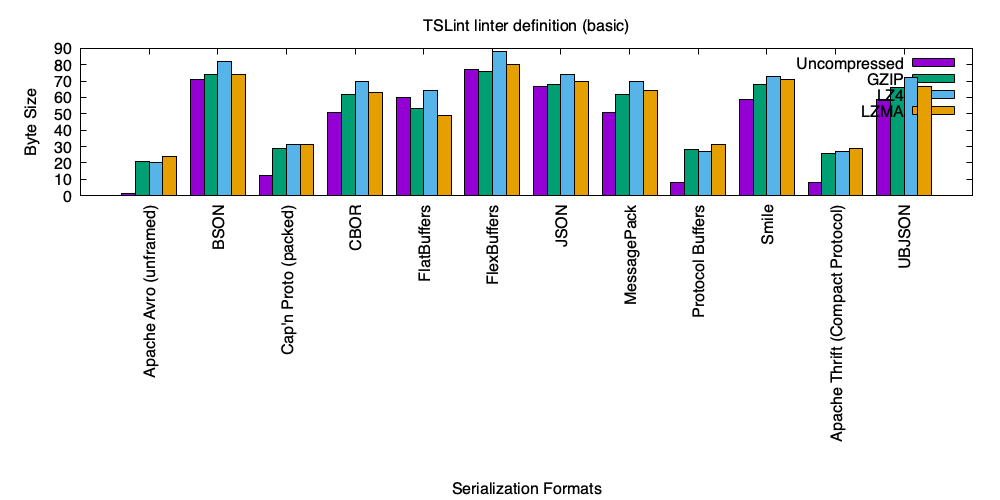 TSLint linter definition (basic)
Byte Size
90
80
70
60
50
40
30
20
10
0
Uncompressed
GZIP
LZ4
LZMA
Apache Avro (unframed)
BSON
Cap'n Proto (packed)
CBOR
FlatBuffers
FlexBuffers
JSON
MessagePack
Protocol Buffers
Smile
Apache Thrift (Compact Protocol)
UBJSON
Serialization Formats